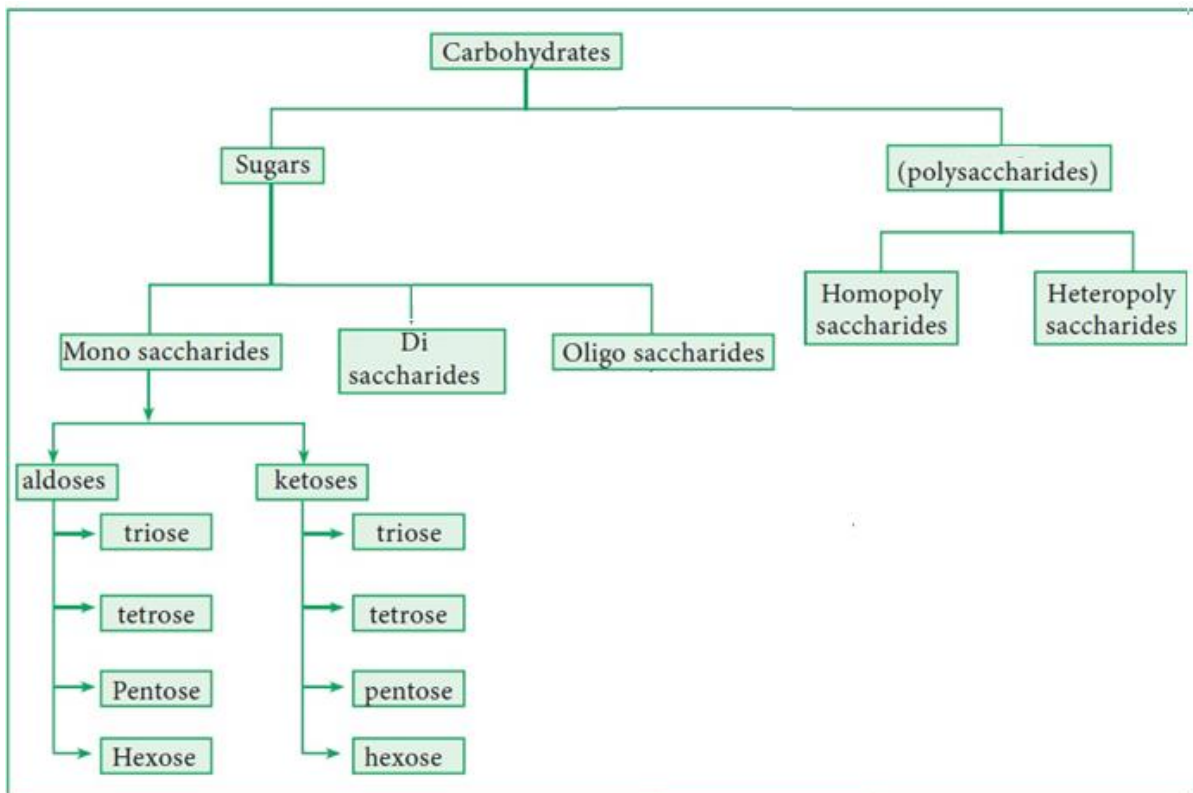 Carbohydrates
Sugars
(polysaccharides)
Homopoly
saccharides
Heteropoly
saccharides
Mono saccharides
Di
saccharides
Oligo saccharides
aldoses
ketoses
triose
triose
tetrose
tetrose
Pentose
pentose
Hexose
hexose